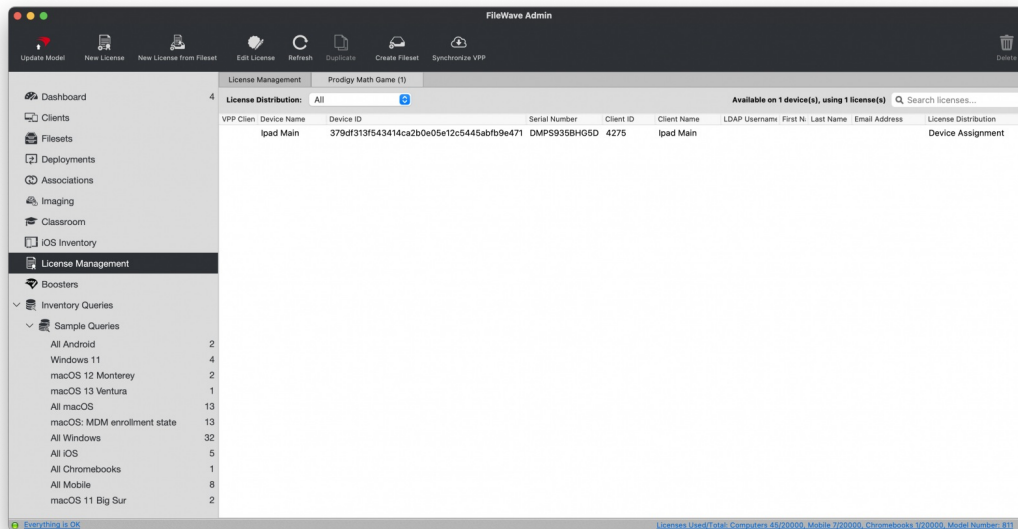 FileWave Admin
Update Model New License New License from Fileset Edit License Refresh Duplicate Create Fileset Synchronize VPP Delete
License Management Prodigy Math Game (1)
Dashboard 4
License Distribution: All Available on 1 device(s), using 1 license(s) Search licenses...
VPP Clien Device Name Device ID Serial Number Client ID Client Name LDAP Username First N Last Name Email Address License Distribution
Ipad Main 379df313f543414ca2b0e05e12c5445abfb9e471 DMPS935BHG5D 4275 Ipad Main Device Assignment
Clients
Filesets
Deployments
Associations
Imaging
Classroom
iOS Inventory
License Management
Boosters
Inventory Queries
Sample Queries
All Android 2
Windows 11 4
macOS 12 Monterey 2
macOS 13 Ventura 1
All macOS 13
macOS: MDM enrollment state 13
All Windows 32
All iOS 5
All Chromebooks 1
All Mobile 8
macOS 11 Big Sur 2
Everything is OK Licenses Used/Total: Computers 45/20000, Mobile 7/20000, Chromebooks 1/20000, Model Number: 811